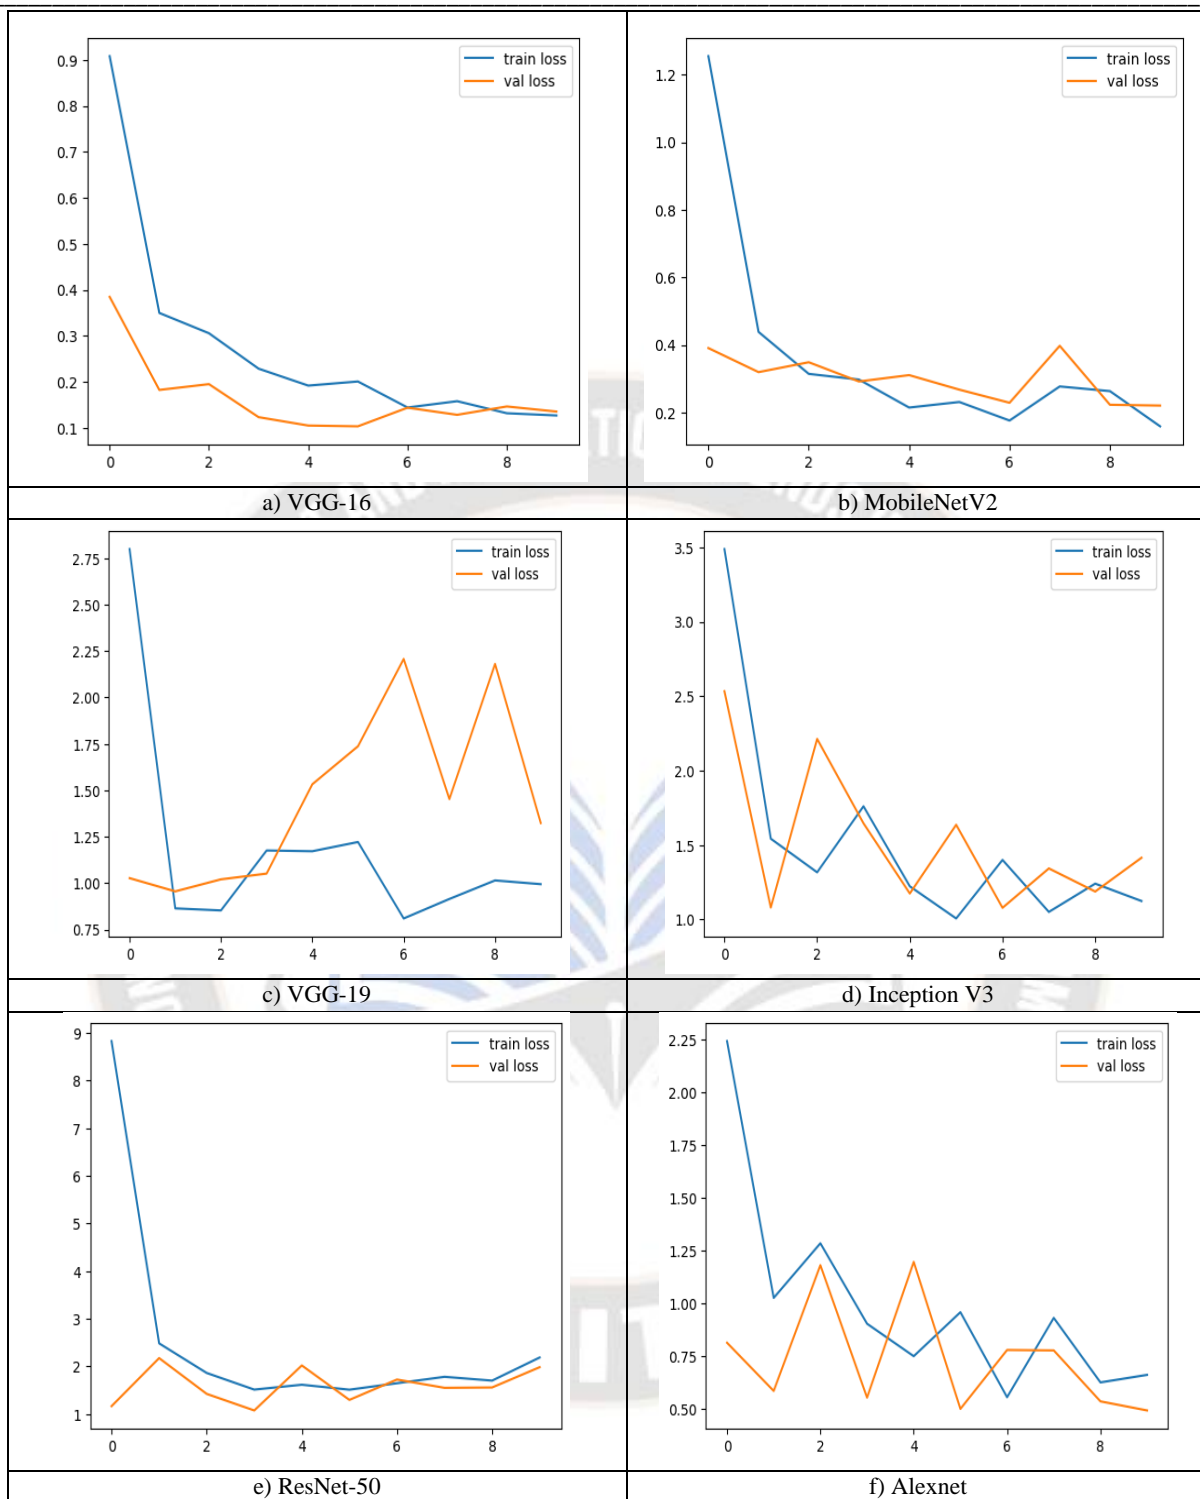 train loss
val loss
0.9
0.8
0.7
0.6
0.5
0.4
0.3
0.2
0.1
0 2 4 6 8
a) VGG-16
train loss
val loss
1.2
1.0
0.8
0.6
0.4
0.2
0 2 4 6 8
b) MobileNetV2
train loss
val loss
2.75
2.50
2.25
2.00
1.75
1.50
1.25
1.00
0.75
0 2 4 6 8
c) VGG-19
train loss
val loss
3.5
3.0
2.5
2.0
1.5
1.0
0 2 4 6 8
d) Inception V3
train loss
val loss
9
8
7
6
5
4
3
2
1
0 2 4 6 8
e) ResNet-50
train loss
val loss
2.25
2.00
1.75
1.50
1.25
1.00
0.75
0.50
0 2 4 6 8
f) Alexnet